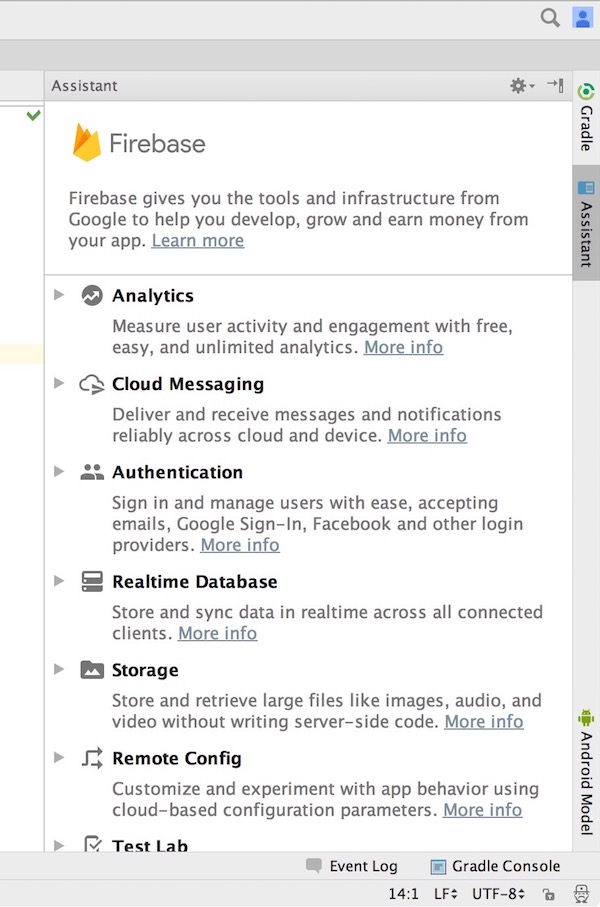 Assistant
Firebase
Firebase gives you the tools and infrastructure from
Google to help you develop, grow and earn money from
your app. Learn more
Analytics
Measure user activity and engagement with free,
easy, and unlimited analytics. More info
Cloud Messaging
Deliver and receive messages and notifications
reliably across cloud and device. More info
Authentication
Sign in and manage users with ease, accepting
emails, Google Sign-In, Facebook and other login
providers. More info
Realtime Database
Store and sync data in realtime across all connected
clients. More info
Storage
Store and retrieve large files like images, audio, and
video without writing server-side code. More info
Remote Config
Customize and experiment with app behavior using
cloud-based configuration parameters. More info
Test Lab
Gradle
Assistant
Android Model
Event Log
Gradle Console
14:1 LF UTF-8